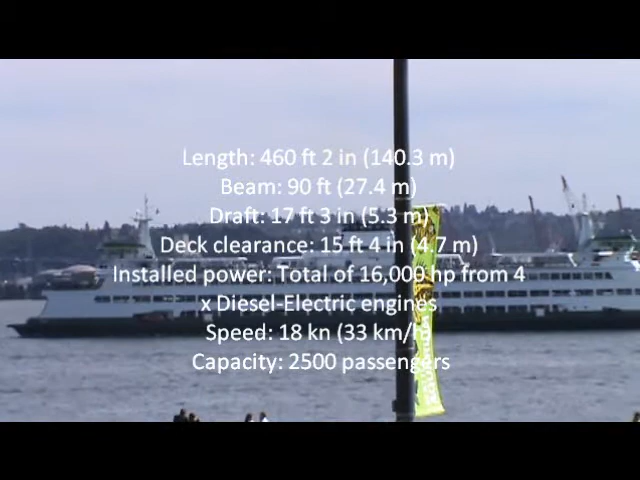 Length: 460 ft 2 in (140.3 m)
Beam: 90 ft (27.4 m)
Draft: 17 ft 3 in (5.3 m)
Deck clearance: 15 ft 4 in (4.7 m)
Installed power: Total of 16,000 hp from 4
x Diesel-Electric engines
Speed: 18 kn (33 km/h)
Capacity: 2500 passengers